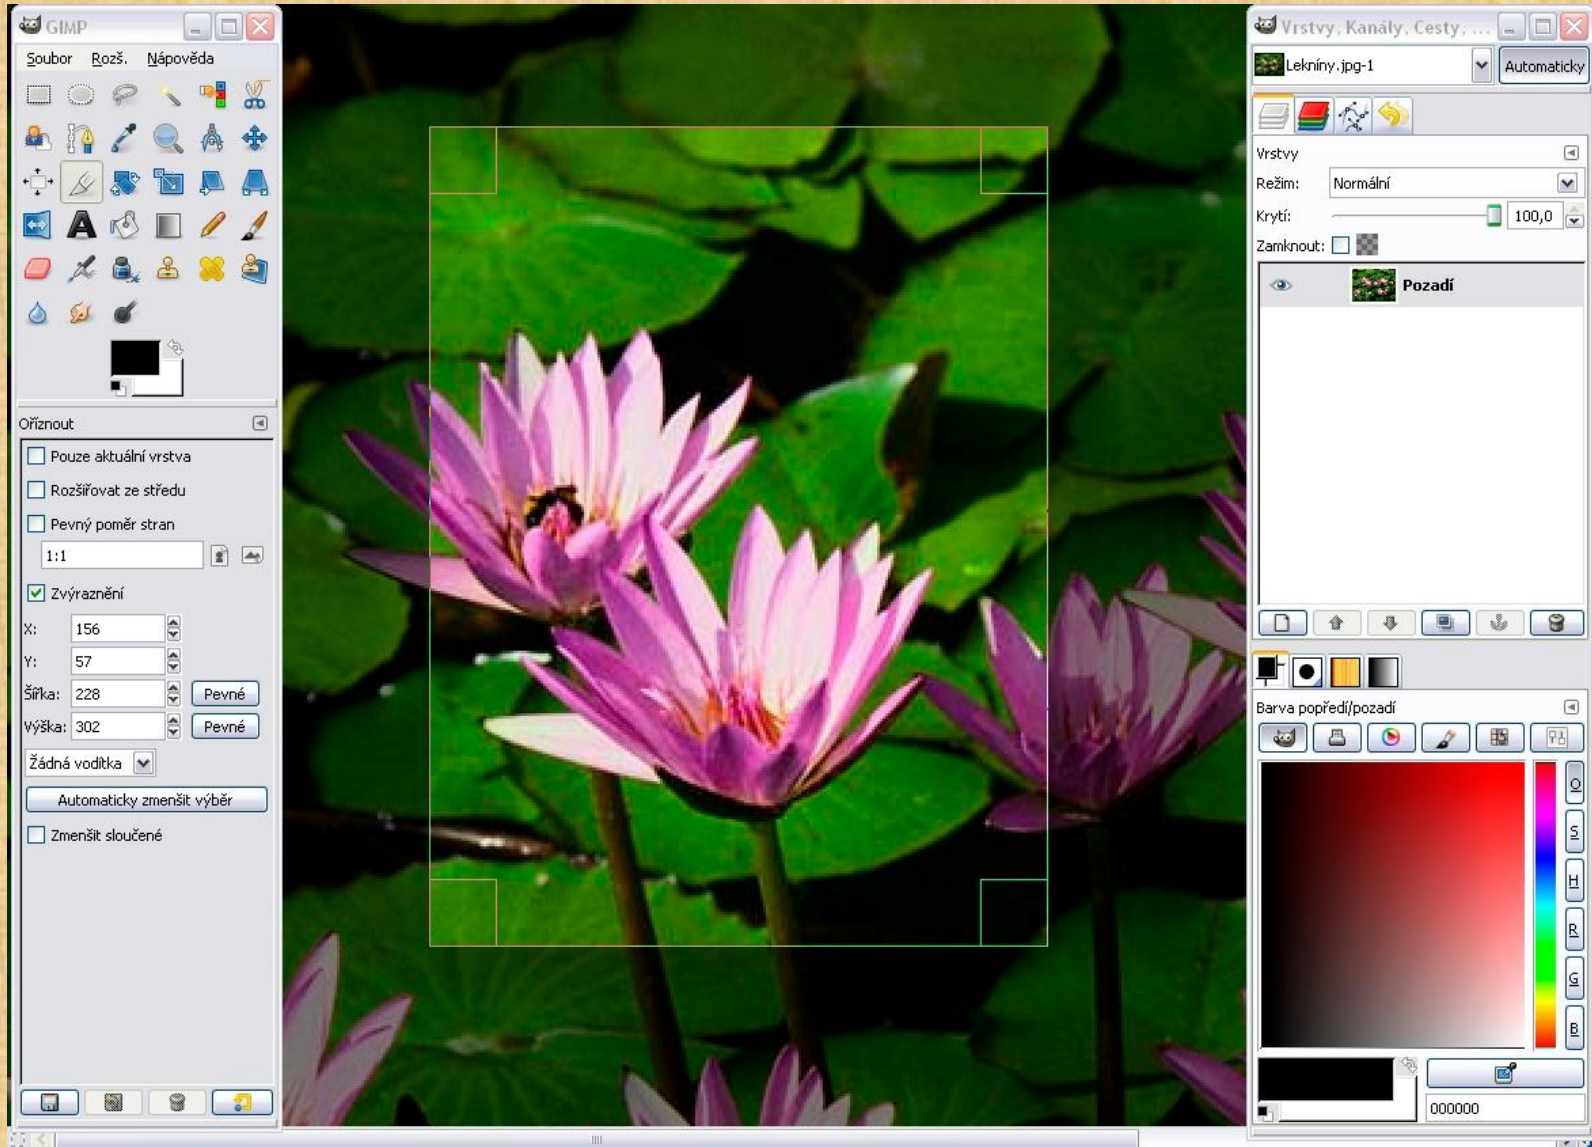 GIMP
Soubor Rozš. Nápověda
Oříznout
Pouze aktuální vrstva
Rozšiřovat ze středu
Pevný poměr stran
1:1
Zvýraznění
X: 156
Y: 57
Šířka: 228 Pevné
Výška: 302 Pevné
Žádná vodítka
Automaticky zmenšit výběr
Zmenšit sloučené
Vrstvy, Kanály, Cesty, ...
Lekníny.jpg-1 Automaticky
Vrstvy
Režim: Normální
Krytí: 100,0
Zamknout:
Pozadí
Barva popředí/pozadí
O
S
H
R
G
B
000000